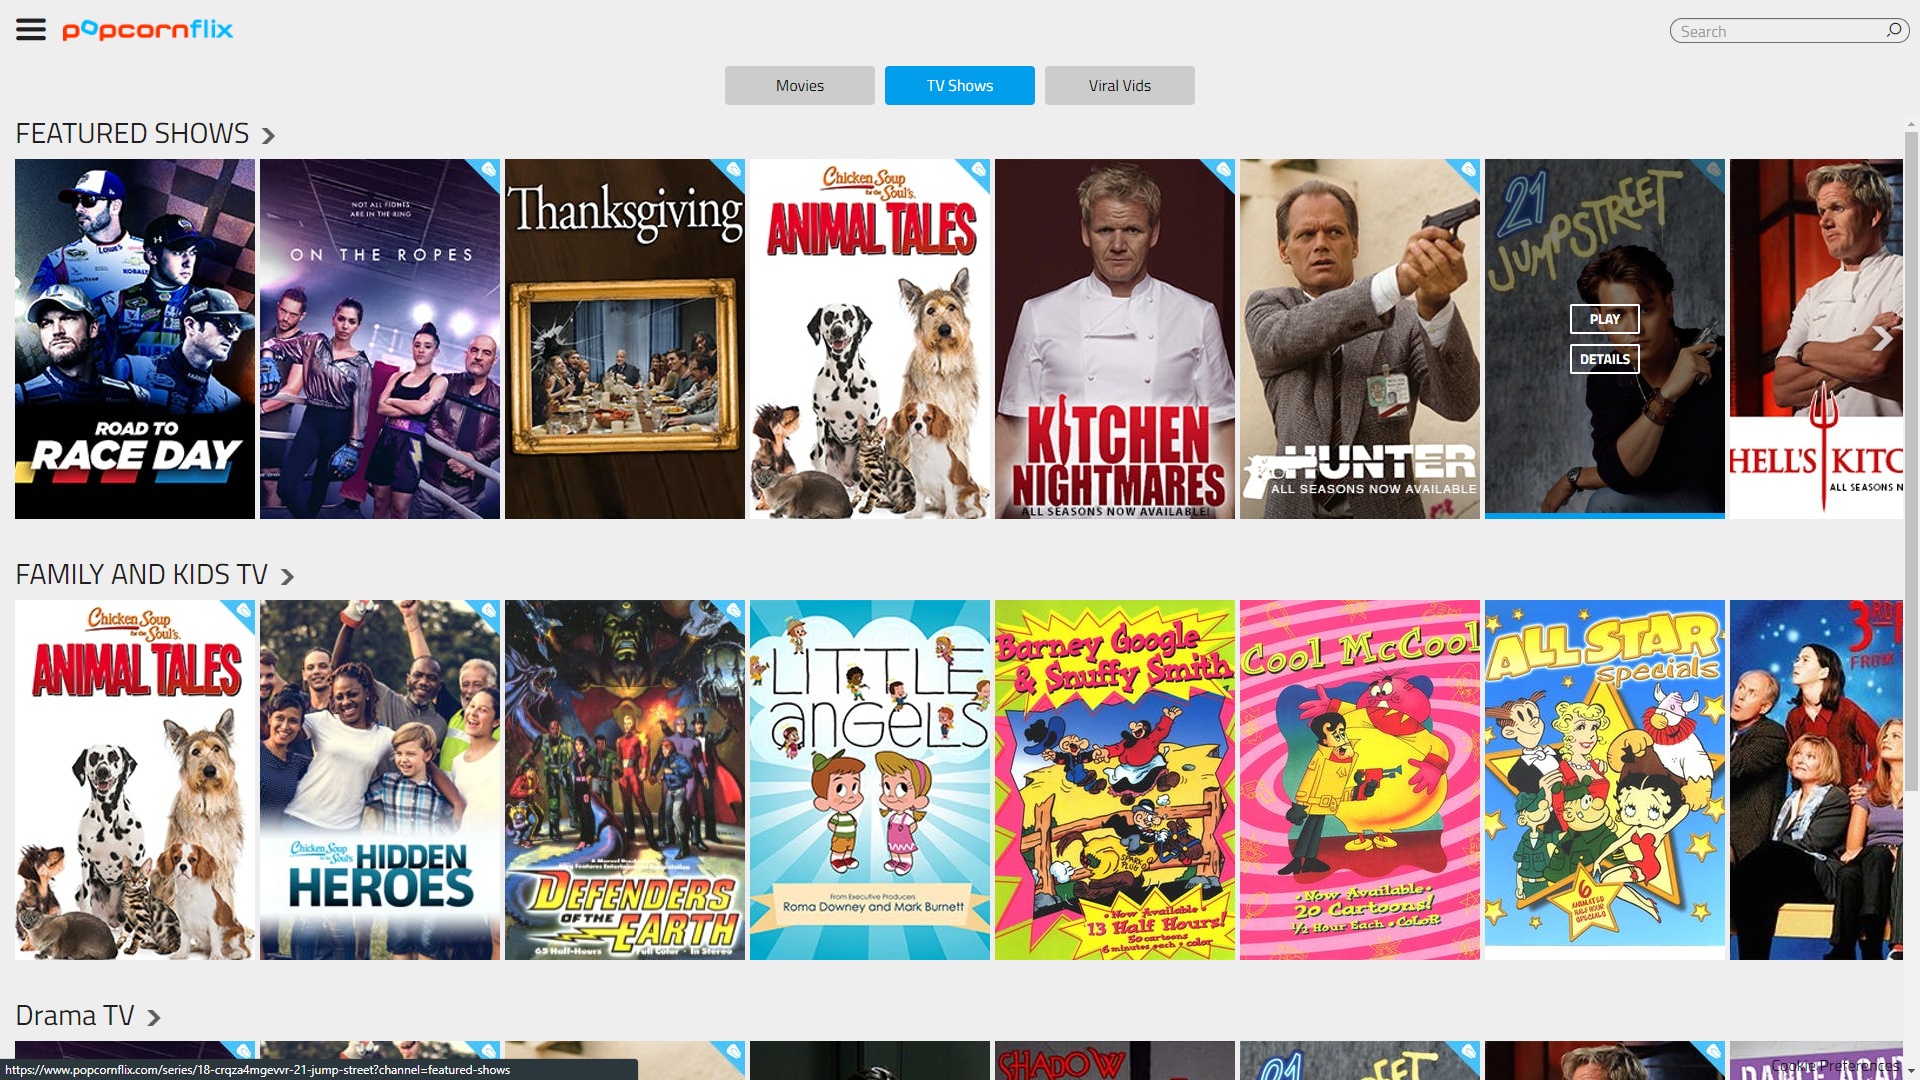 popcornflix
Search
Movies
TV Shows
Viral Vids
FEATURED SHOWS
ROAD TO
RACE DAY
NOT ALL FIGHTS
ARE IN THE RING
ON THE ROPES
Thanksgiving
Chicken Soup
for the Soul's
ANIMAL TALES
KITCHEN
NIGHTMARES
ALL SEASONS NOW AVAILABLE!
HUNTER
ALL SEASONS NOW AVAILABLE
21
JUMP STREET
PLAY
DETAILS
HELL'S KITC
ALL SEASONS N
FAMILY AND KIDS TV
Chicken Soup
for the Soul's
ANIMAL TALES
Chicken Soup
for the Soul's
HIDDEN
HEROES
DEFENDERS
OF THE
EARTH
65 Half-Hours · Full Color · In Stereo
LITTLE
angels
From Executive Producers
Roma Downey and Mark Burnett
Barney Google
& Snuffy Smith
SPARK PLUG
• Now Available •
13 Half Hours!
50 cartoons
6 minutes each • color
Cool McCool
• Now Available •
20 Cartoons!
½ Hour Each • Color
ALL STAR
specials
6
ANIMATED
HALF HOUR
SPECIALS
3RD
FROM
Drama TV
SHADOW
21
STREET
DANCE ACAD
Cookie Preferences
https://www.popcornflix.com/series/18-crqza4mgevvr-21-jump-street?channel=featured-shows